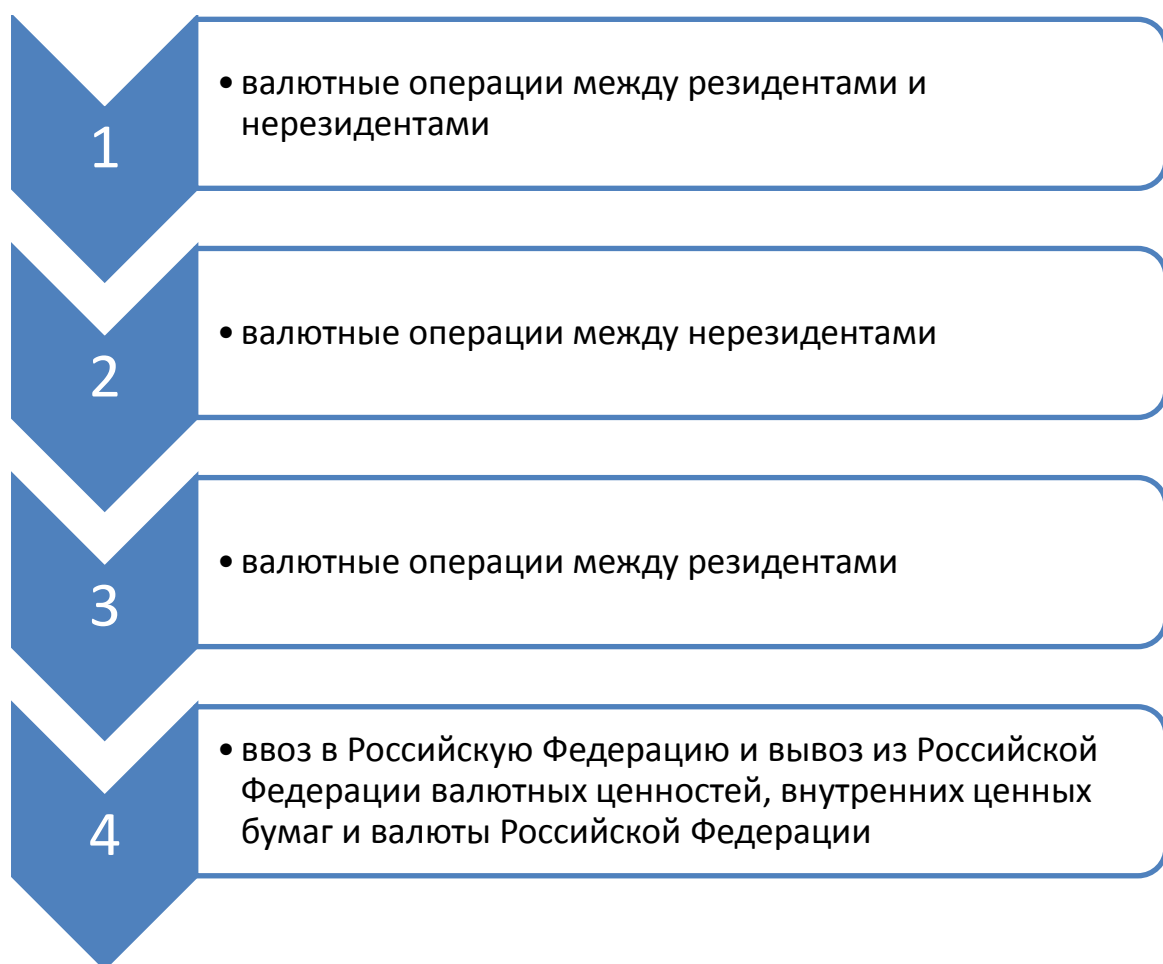 1
• валютные операции между резидентами и
нерезидентами
2
• валютные операции между нерезидентами
3
• валютные операции между резидентами
4
• ввоз в Российскую Федерацию и вывоз из Российской
Федерации валютных ценностей, внутренних ценных
бумаг и валюты Российской Федерации